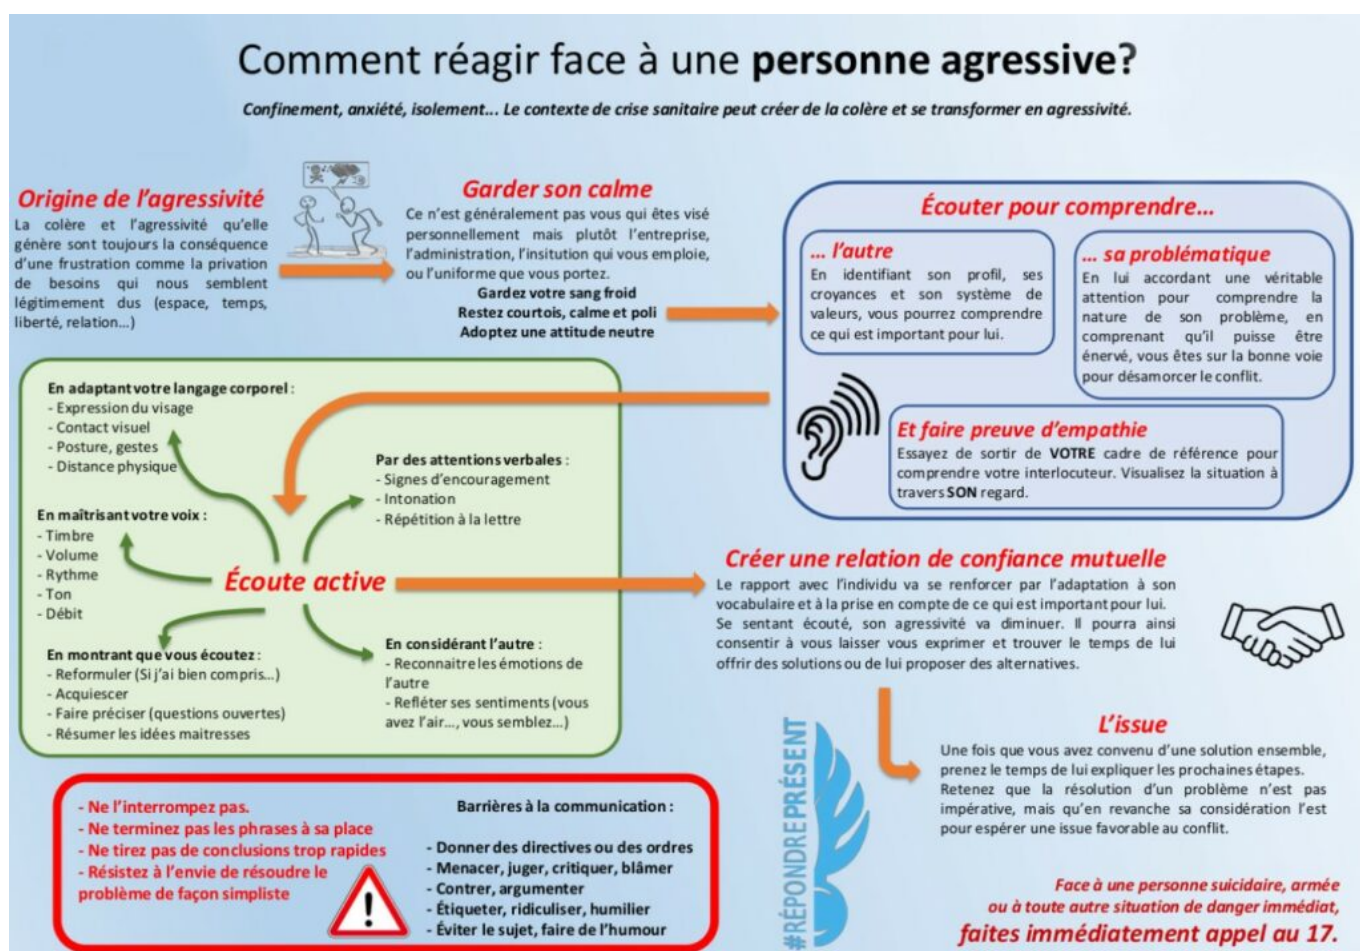 Comment réagir face à une personne agressive?
Confinement, anxiété, isolement... Le contexte de crise sanitaire peut créer de la colère et se transformer en agressivité.
Origine de l'agressivité
La colère et l'agressivité qu'elle
génère sont toujours la conséquence
d'une frustration comme la privation
de besoins qui nous semblent
légitimement dus (espace, temps,
liberté, relation...)
Garder son calme
Ce n'est généralement pas vous qui êtes visé
personnellement mais plutôt l'entreprise,
l'administration, l'insitution qui vous emploie,
ou l'uniforme que vous portez.
Gardez votre sang froid
Restez courtois, calme et poli
Adoptez une attitude neutre
Écouter pour comprendre...
... l'autre
En identifiant son profil, ses
croyances et son système de
valeurs, vous pourrez comprendre
ce qui est important pour lui.
... sa problématique
En lui accordant une véritable
attention pour comprendre la
nature de son problème, en
comprenant qu'il puisse être
énervé, vous êtes sur la bonne voie
pour désamorcer le conflit.
Et faire preuve d'empathie
Essayez de sortir de VOTRE cadre de référence pour
comprendre votre interlocuteur. Visualisez la situation à
travers SON regard.
En adaptant votre langage corporel :
- Expression du visage
- Contact visuel
- Posture, gestes
- Distance physique
Par des attentions verbales :
- Signes d'encouragement
- Intonation
- Répétition à la lettre
En maîtrisant votre voix :
- Timbre
- Volume
- Rythme
- Ton
- Débit
Écoute active
En montrant que vous écoutez :
- Reformuler (Si j'ai bien compris...)
- Acquiescer
- Faire préciser (questions ouvertes)
- Résumer les idées maitresses
En considérant l'autre :
- Reconnaitre les émotions de
l'autre
- Refléter ses sentiments (vous
avez l'air..., vous semblez...)
Créer une relation de confiance mutuelle
Le rapport avec l'individu va se renforcer par l'adaptation à son
vocabulaire et à la prise en compte de ce qui est important pour lui.
Se sentant écouté, son agressivité va diminuer. Il pourra ainsi
consentir à vous laisser vous exprimer et trouver le temps de lui
offrir des solutions ou de lui proposer des alternatives.
L'issue
Une fois que vous avez convenu d'une solution ensemble,
prenez le temps de lui expliquer les prochaines étapes.
Retenez que la résolution d'un problème n'est pas
impérative, mais qu'en revanche sa considération l'est
pour espérer une issue favorable au conflit.
- Ne l'interrompez pas.
- Ne terminez pas les phrases à sa place
- Ne tirez pas de conclusions trop rapides
- Résistez à l'envie de résoudre le
problème de façon simpliste
!
Barrières à la communication :
- Donner des directives ou des ordres
- Menacer, juger, critiquer, blâmer
- Contrer, argumenter
- Étiqueter, ridiculiser, humilier
- Éviter le sujet, faire de l'humour
#RÉPONDREPRÉSENT
Face à une personne suicidaire, armée
ou à toute autre situation de danger immédiat,
faites immédiatement appel au 17.